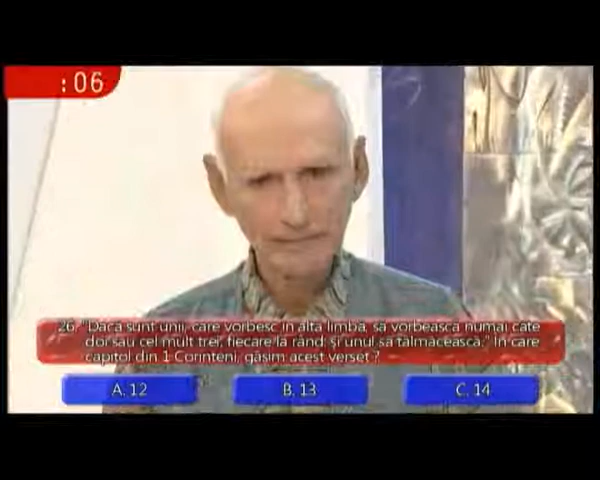 :06
26. "Dacă sunt unii, care vorbesc în altă limbă, să vorbească numai câte
doi sau cel mult trei, fiecare la rând; și unul să tălmăcească." În care
capitol din 1 Corinteni, găsim acest verset ?
A. 12
B. 13
C. 14